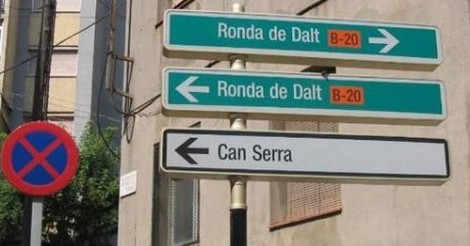 Ronda de Dalt B-20
Ronda de Dalt B-20
Can Serra